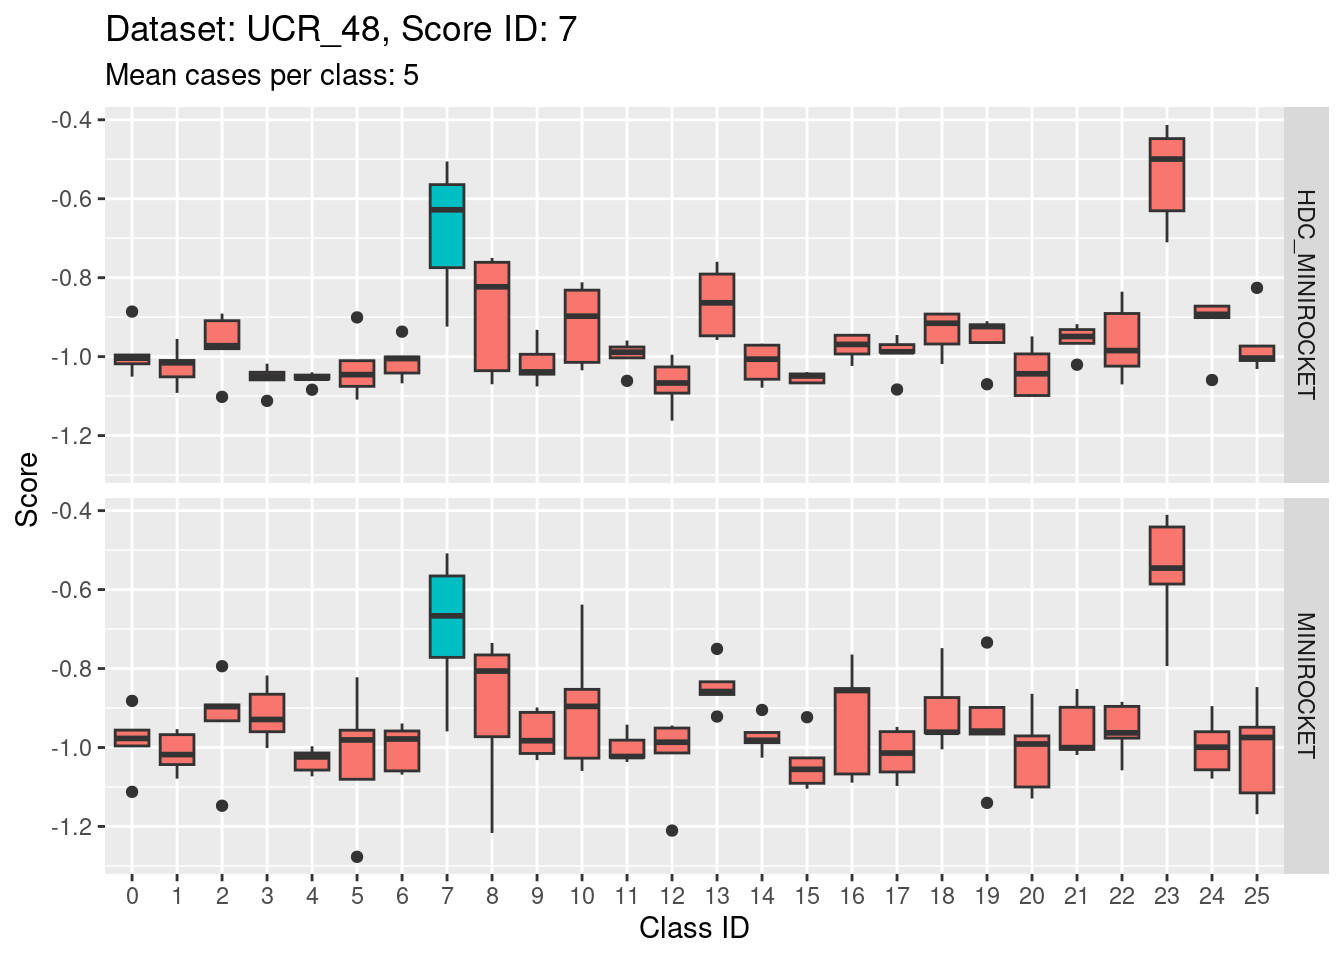 Dataset: UCR_48, Score ID: 7
Mean cases per class: 5
-0.4
-0.6
-0.8
-1.0
-1.2
HDC_MINIROCKET
Score
-0.4
-0.6
-0.8
-1.0
-1.2
MINIROCKET
0 1 2 3 4 5 6 7 8 9 10 11 12 13 14 15 16 17 18 19 20 21 22 23 24 25
Class ID